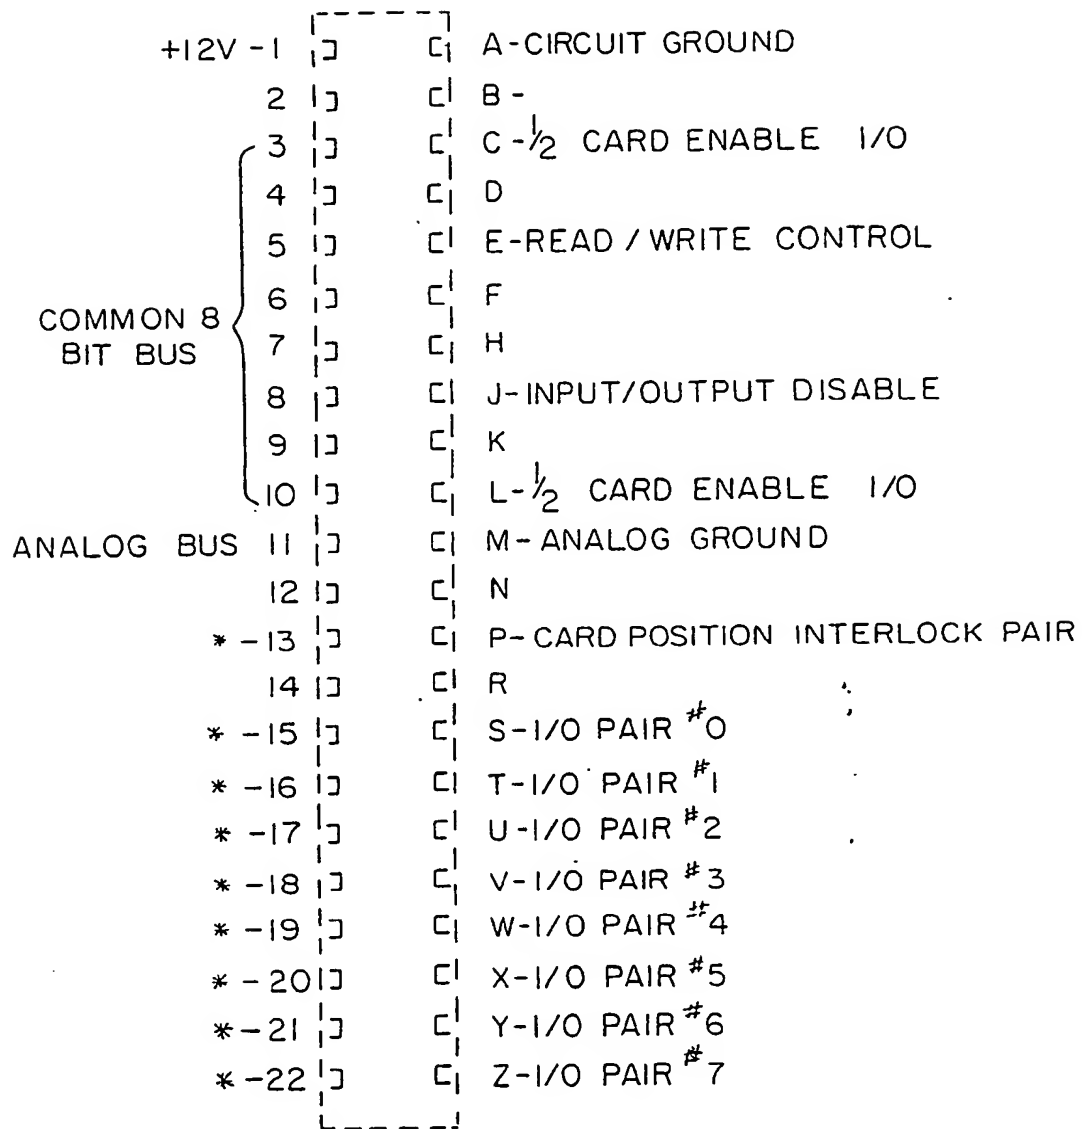 +12V -1 A-CIRCUIT GROUND
2 B -
3 C-½ CARD ENABLE I/O
4 D
5 E-READ / WRITE CONTROL
6 F
COMMON 8
BIT BUS
7 H
8 J-INPUT/OUTPUT DISABLE
9 K
10 L-½ CARD ENABLE I/O
ANALOG BUS 11 M-ANALOG GROUND
12 N
* -13 P-CARD POSITION INTERLOCK PAIR
14 R
* -15 S-I/O PAIR #0
* -16 T-I/O PAIR #1
* -17 U-I/O PAIR #2
* -18 V-I/O PAIR #3
* -19 W-I/O PAIR #4
* -20 X-I/O PAIR #5
* -21 Y-I/O PAIR #6
* -22 Z-I/O PAIR #7